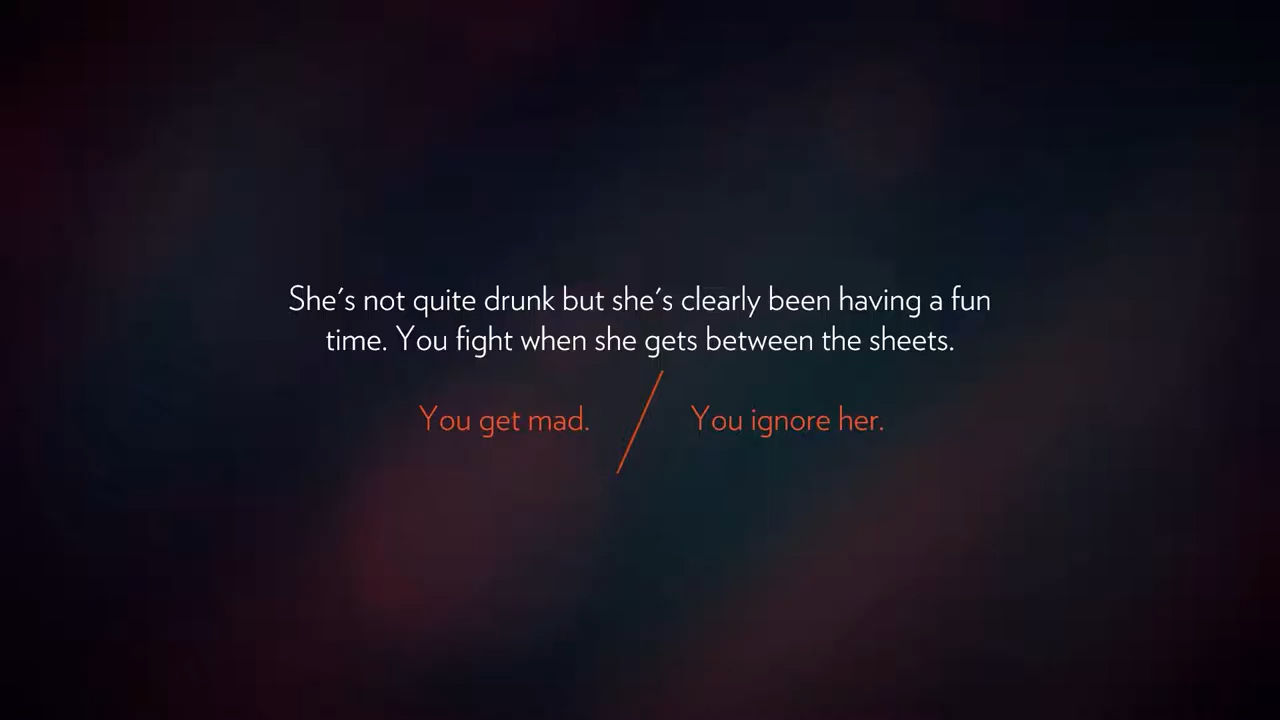 She's not quite drunk but she's clearly been having a fun
time. You fight when she gets between the sheets.
You get mad. / You ignore her.